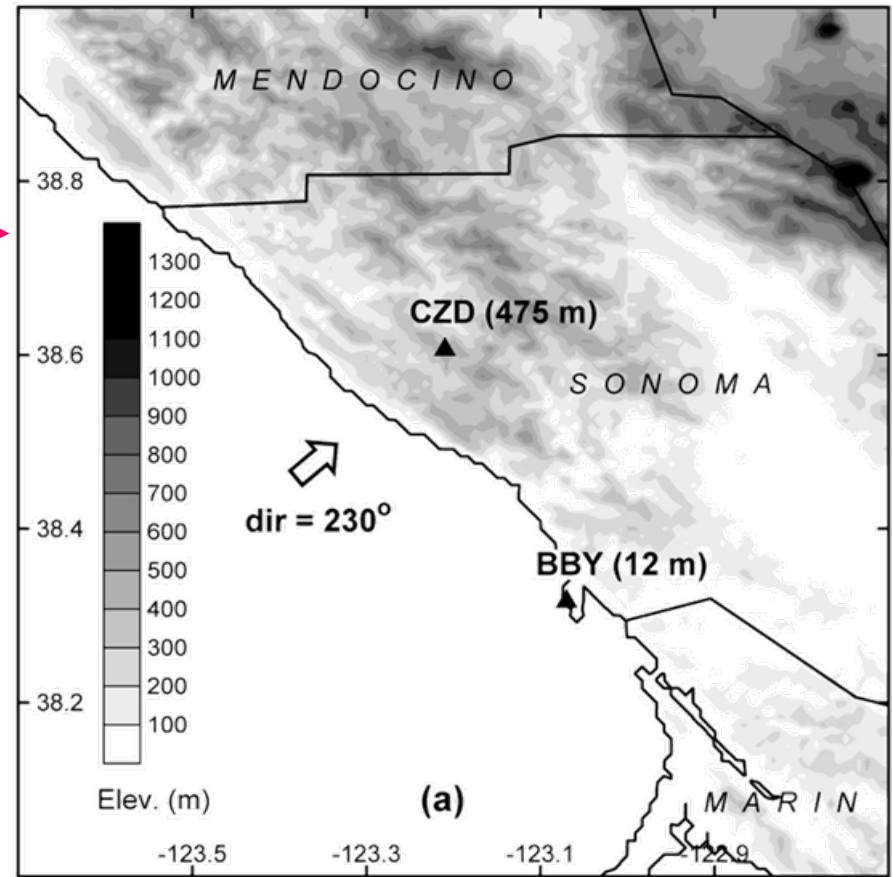 MENDOCINO
38.8
1300
1200
1100
1000
900
800
700
600
500
400
300
200
100
Elev. (m)
CZD (475 m)
38.6
SONOMA
dir = 230°
38.4
BBY (12 m)
38.2
(a)
MARIN
-123.5 -123.3 -123.1 -122.9